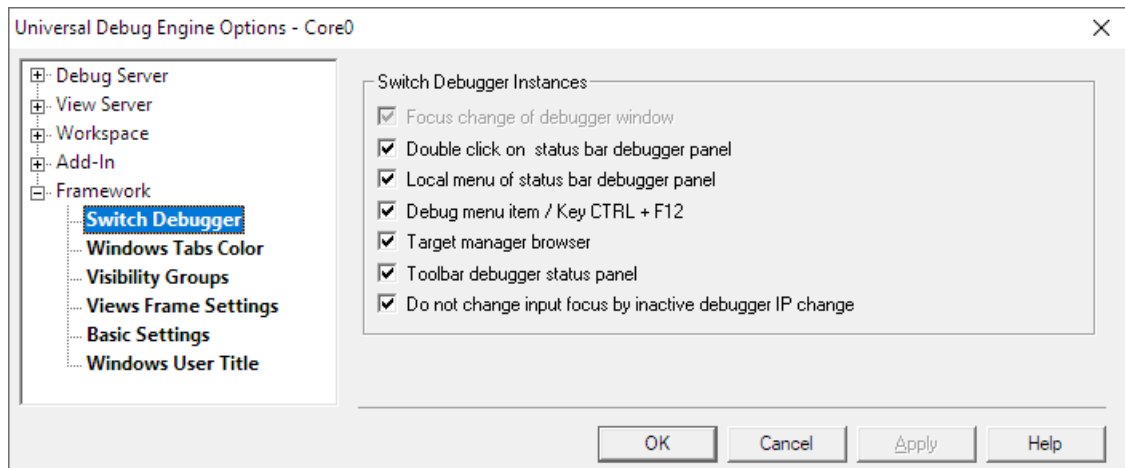 Universal Debug Engine Options - Core0
Debug Server
View Server
Workspace
Add-In
Framework
Switch Debugger
Windows Tabs Color
Visibility Groups
Views Frame Settings
Basic Settings
Windows User Title
Switch Debugger Instances
Focus change of debugger window
Double click on  status bar debugger panel
Local menu of status bar debugger panel
Debug menu item / Key CTRL + F12
Target manager browser
Toolbar debugger status panel
Do not change input focus by inactive debugger IP change
OK
Cancel
Apply
Help